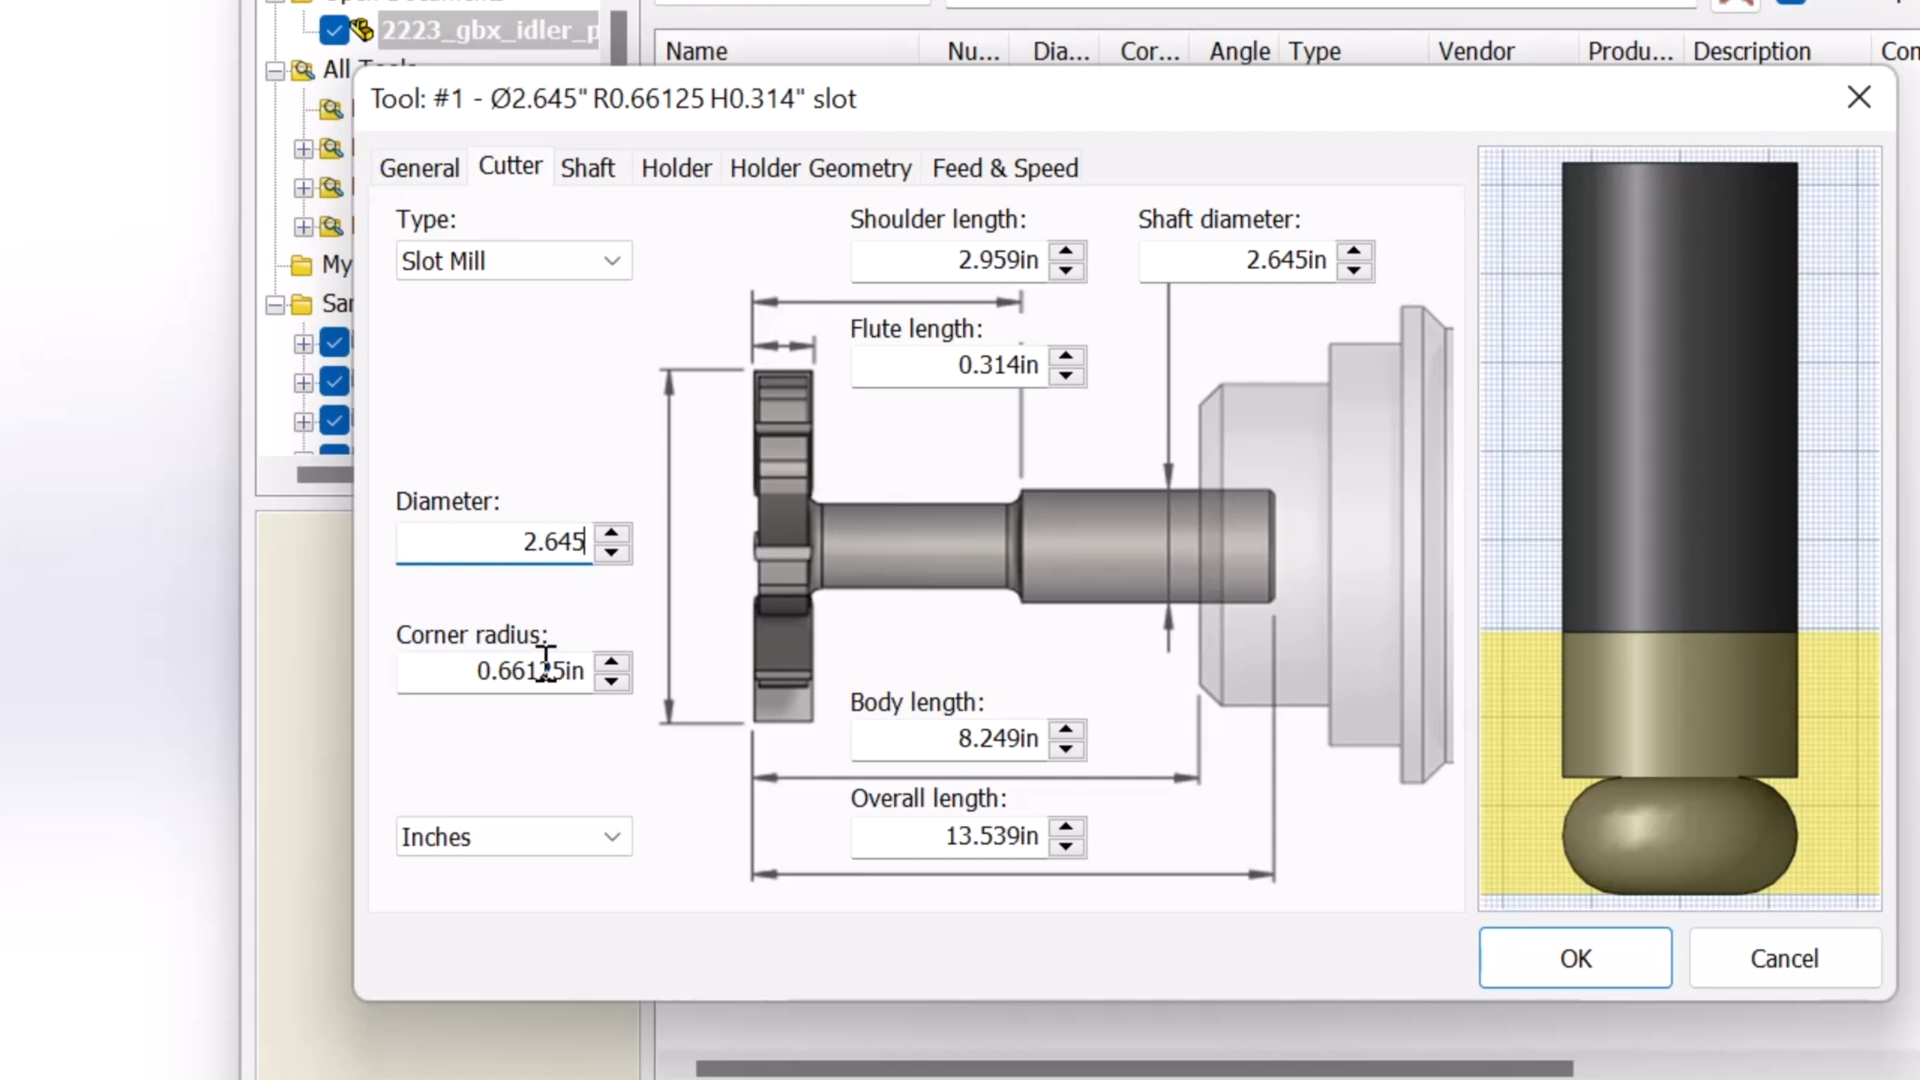 2223_gbx_idler_p
Name Nu... Dia... Cor... Angle Type Vendor Produ... Description
All
Tool: #1 - Ø2.645" R0.66125 H0.314" slot
General Cutter Shaft Holder Holder Geometry Feed & Speed
Type:
Slot Mill
Shoulder length:
2.959in
Shaft diameter:
2.645in
Flute length:
0.314in
My
Diameter:
2.645
Corner radius:
0.66125in
Body length:
8.249in
Overall length:
13.539in
Inches
OK Cancel